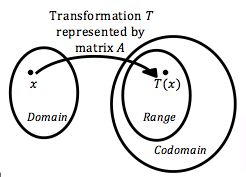 Transformation T
represented by
matrix A
x
T(x)
Domain
Range
Codomain